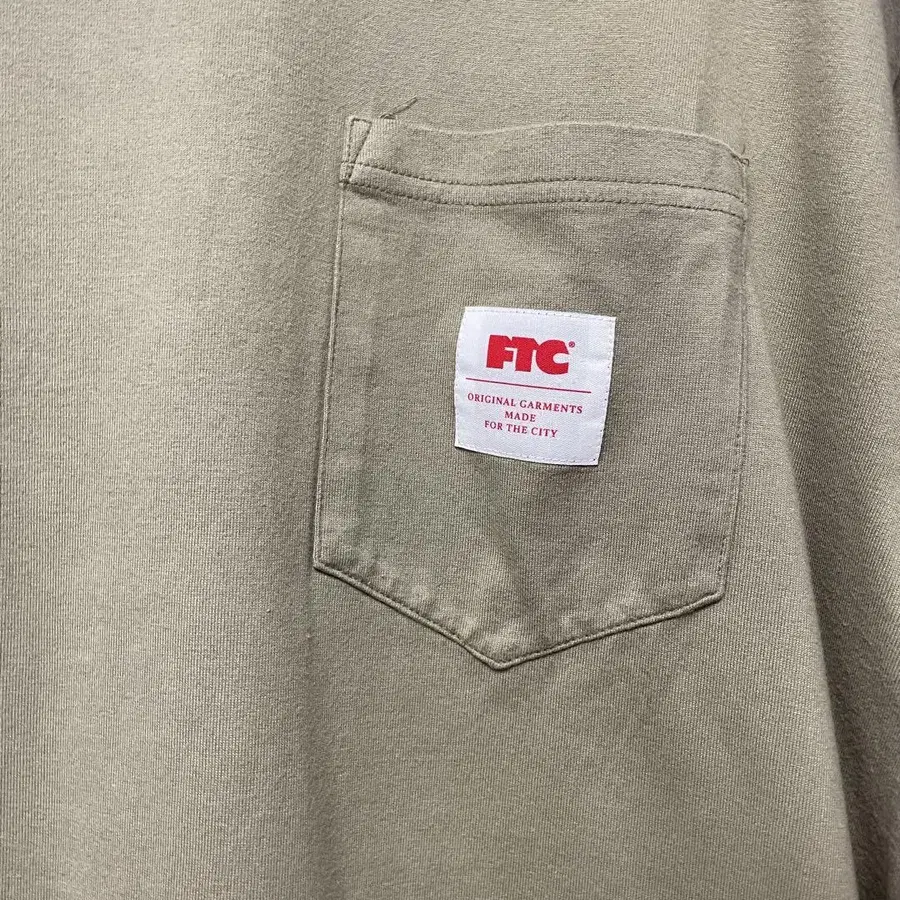 FTC®
ORIGINAL GARMENTS
MADE
FOR THE CITY